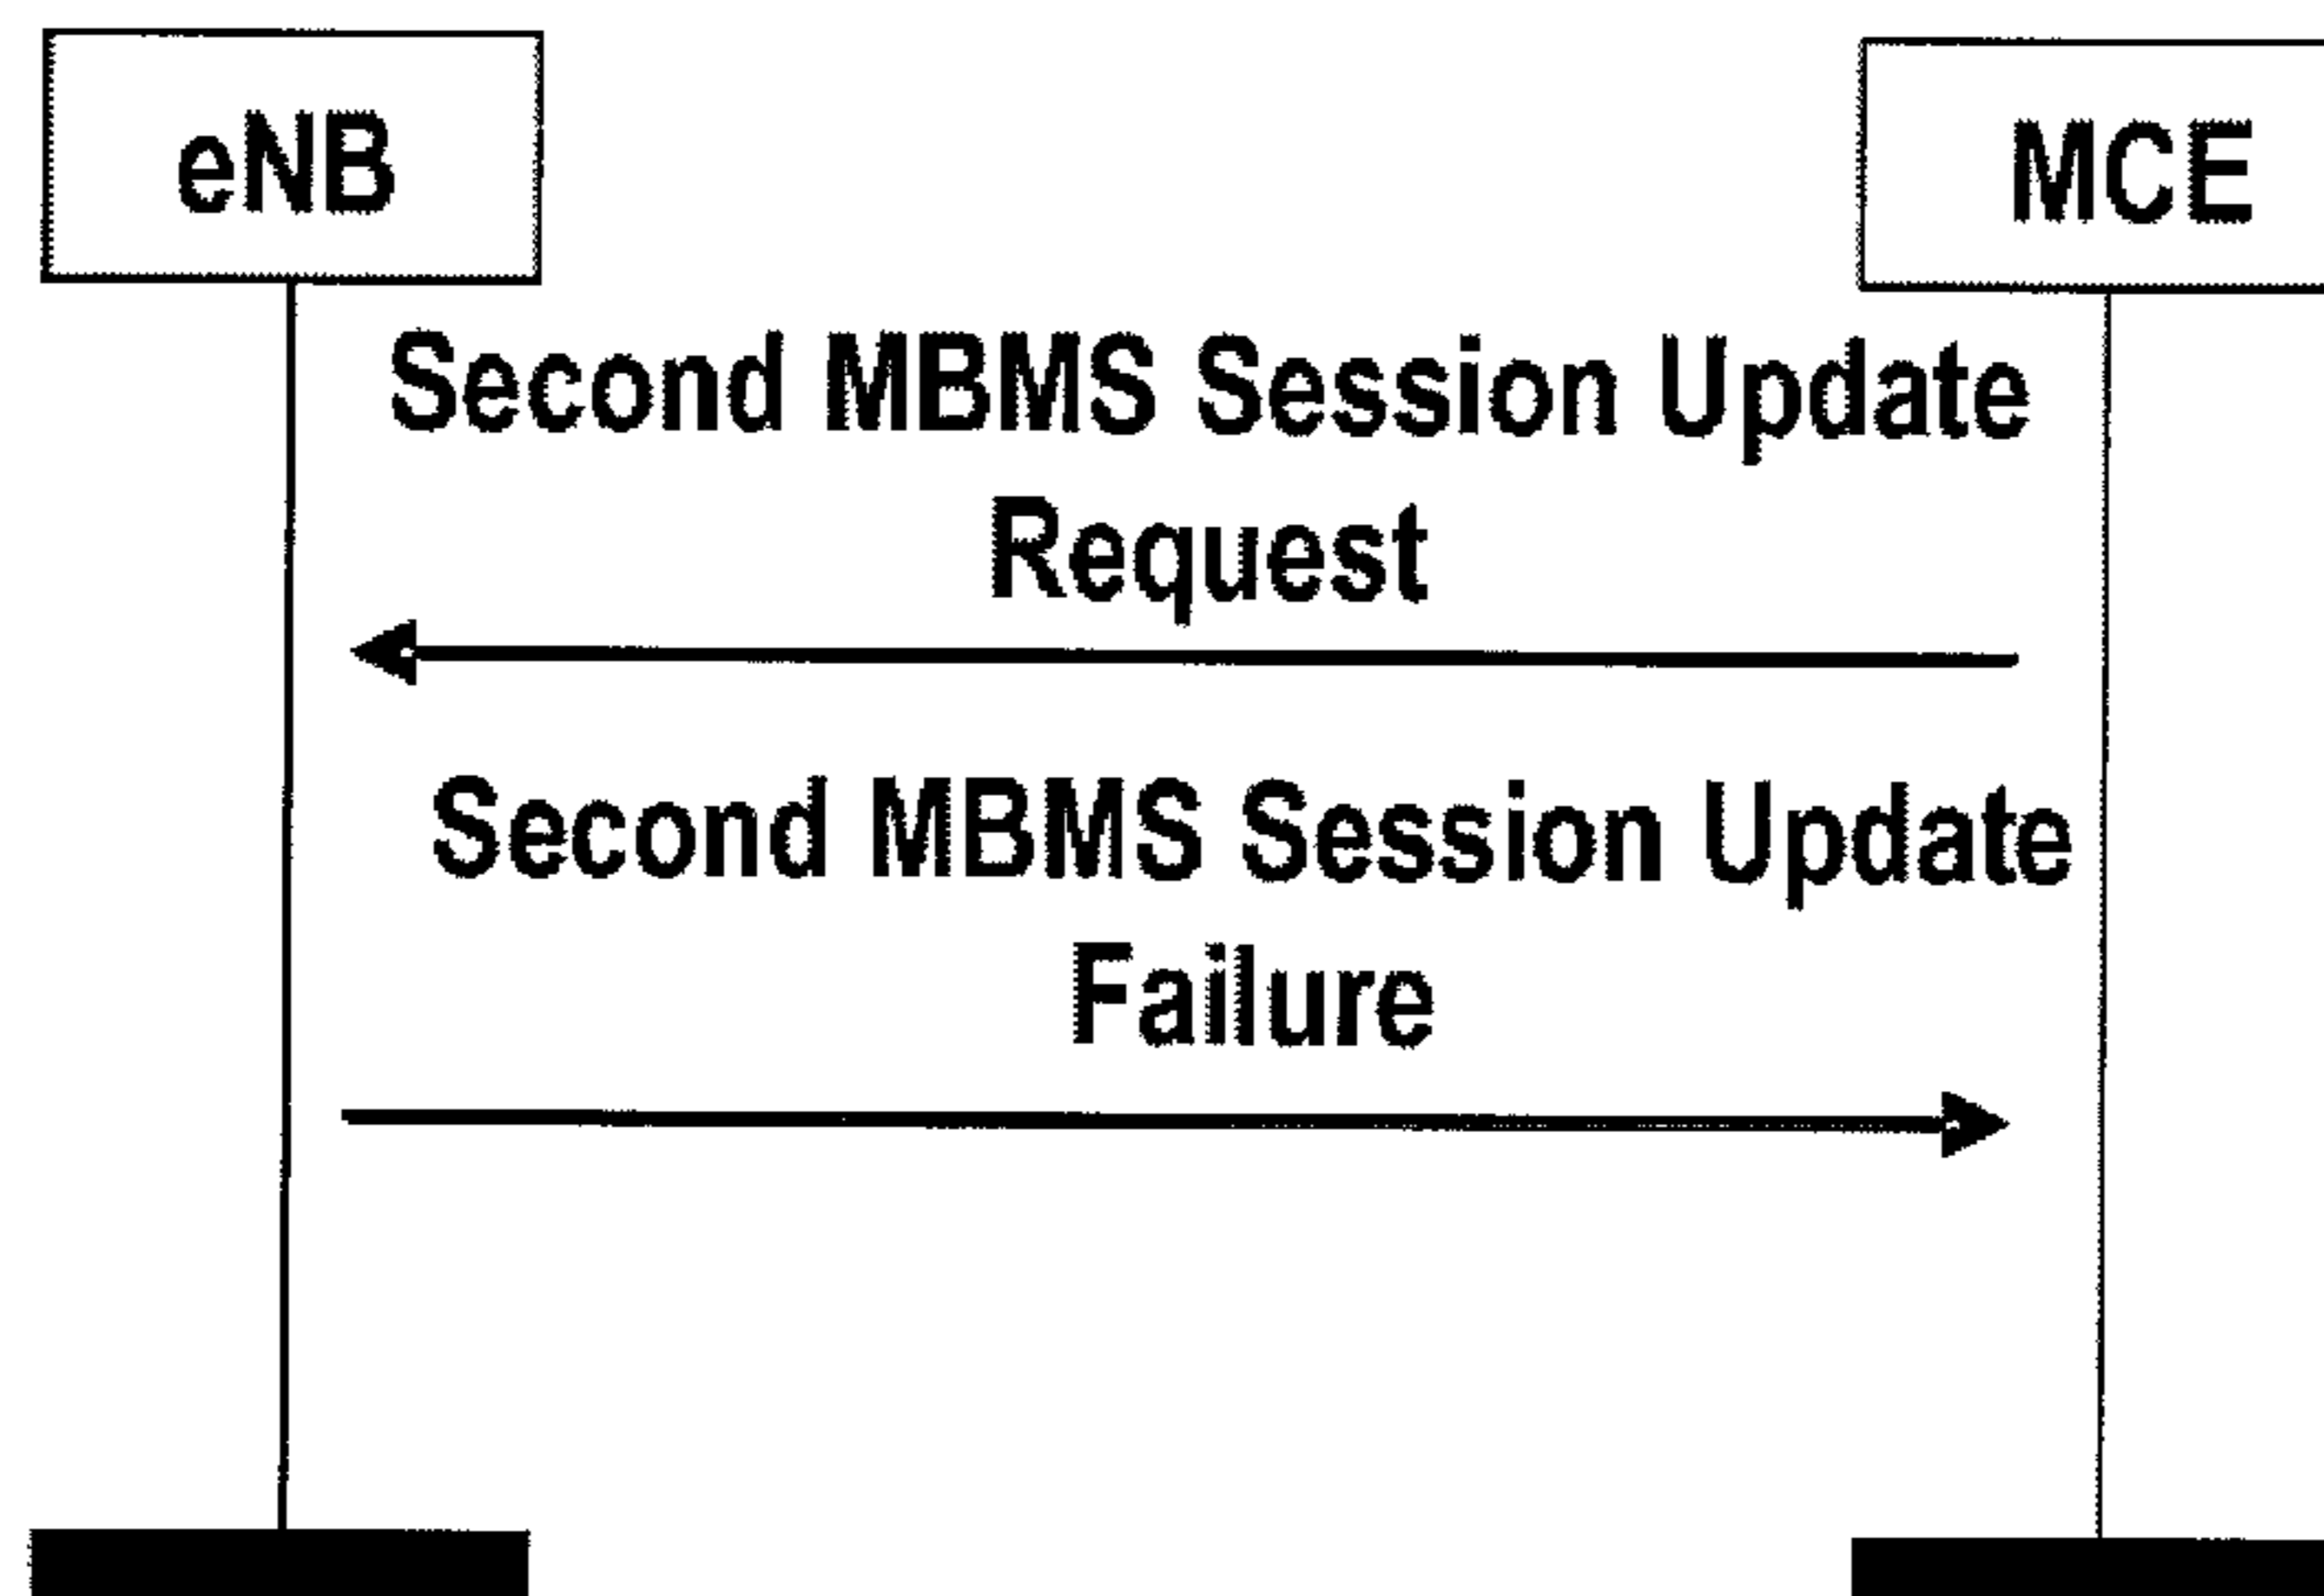 eNB
MCE
Second MBMS Session Update
Request
Second MBMS Session Update
Failure